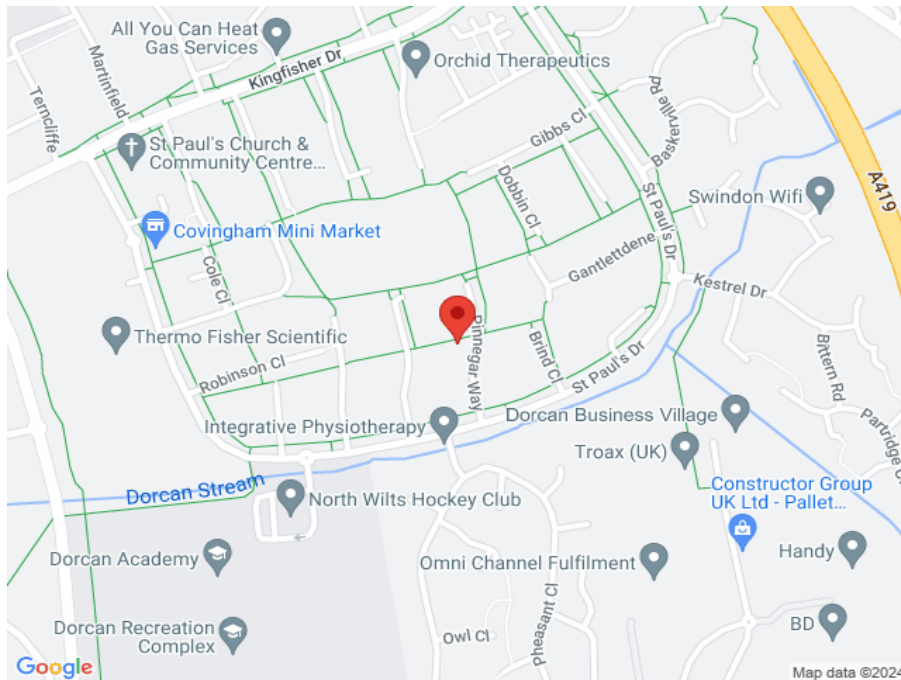 All You Can Heat
Gas Services
Kingfisher Dr
Orchid Therapeutics
Martinfield
Terncliffe
St Paul's Church &
Community Centre...
Gibbs Cl
Baskerville Rd
Dobbin Cl
St Paul's Dr
Swindon Wifi
A419
Covingham Mini Market
Cole Cl
Gantlettdene
Kestrel Dr
Thermo Fisher Scientific
Pinnegar Way
Brind Cl
Bittern Rd
Robinson Cl
St Paul's Dr
Integrative Physiotherapy
Dorcan Business Village
Troax (UK)
Dorcan Stream
North Wilts Hockey Club
Constructor Group
UK Ltd - Pallet...
Dorcan Academy
Omni Channel Fulfilment
Handy
Pheasant Cl
Dorcan Recreation
Complex
Owl Cl
BD
Google
Map data ©2024